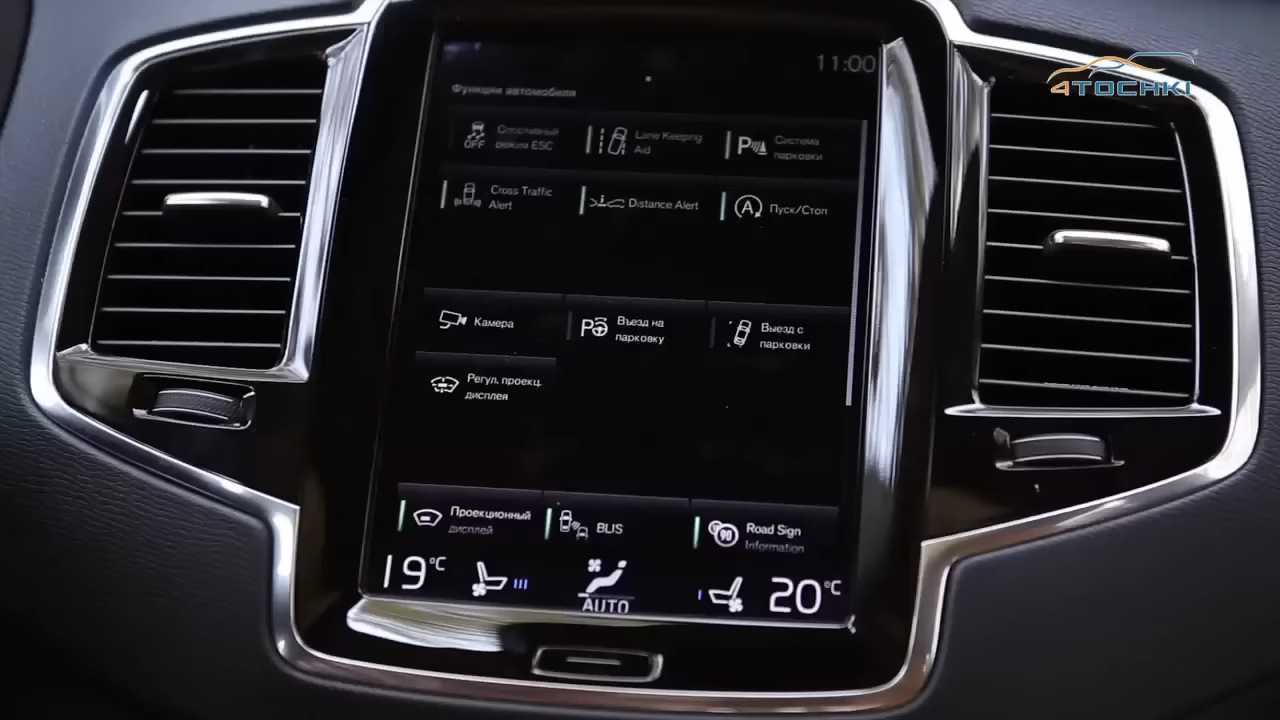 11:00
4TOCHKI
Функции автомобиля
OFF
Спортивный
режим ESC
Lane Keeping
Aid
P
Система
парковки
Cross Traffic
Alert
Distance Alert
A
Пуск/Стоп
Камера
P
Въезд на
парковку
Выезд с
парковки
Регул. проекц.
дисплея
Проекционный
дисплей
BLIS
90
Road Sign
Information
19°C
AUTO
20°C